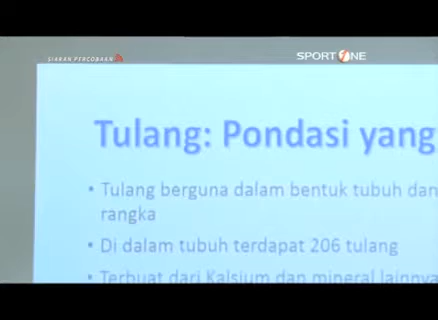 SIARAN PERCOBAAN
SPORT ONE
Tulang: Pondasi yang
• Tulang berguna dalam bentuk tubuh dan
rangka
• Di dalam tubuh terdapat 206 tulang
• Terbuat dari Kalsium dan mineral lainnya